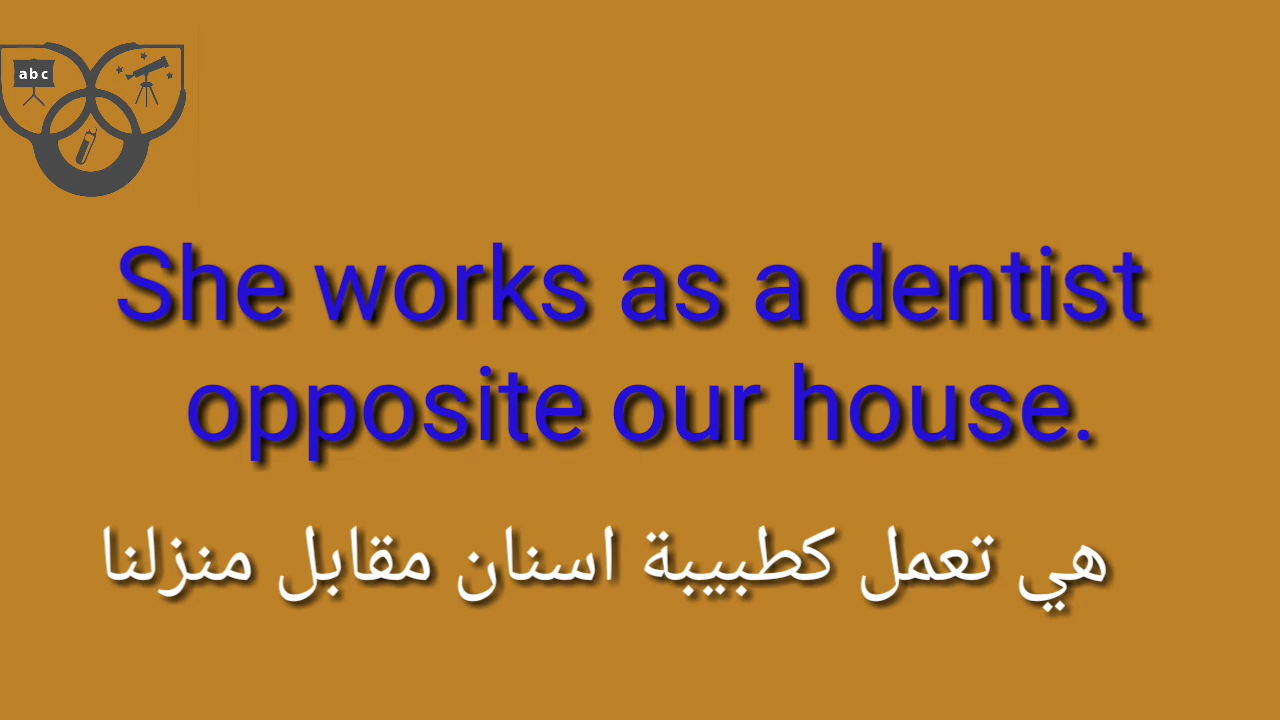 abc
She works as a dentist
opposite our house.
هي تعمل كطبيبة اسنان مقابل منزلنا